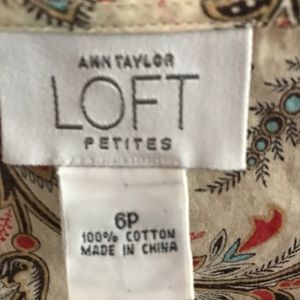 ANN TAYLOR
LOFT
PETITES
6P
100% COTTON
MADE IN CHINA